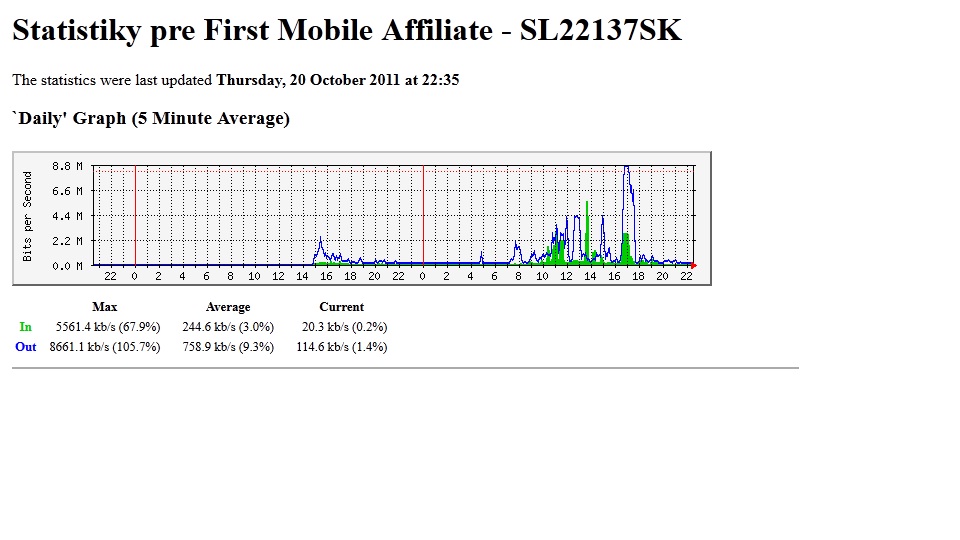 Statistiky pre First Mobile Affiliate - SL22137SK
The statistics were last updated Thursday, 20 October 2011 at 22:35
`Daily' Graph (5 Minute Average)
Bits per Second
8.8 M
6.6 M
4.4 M
2.2 M
0.0 M
22 0 2 4 6 8 10 12 14 16 18 20 22 0 2 4 6 8 10 12 14 16 18 20 22
Max Average Current
In 5561.4 kb/s (67.9%) 244.6 kb/s (3.0%) 20.3 kb/s (0.2%)
Out 8661.1 kb/s (105.7%) 758.9 kb/s (9.3%) 114.6 kb/s (1.4%)